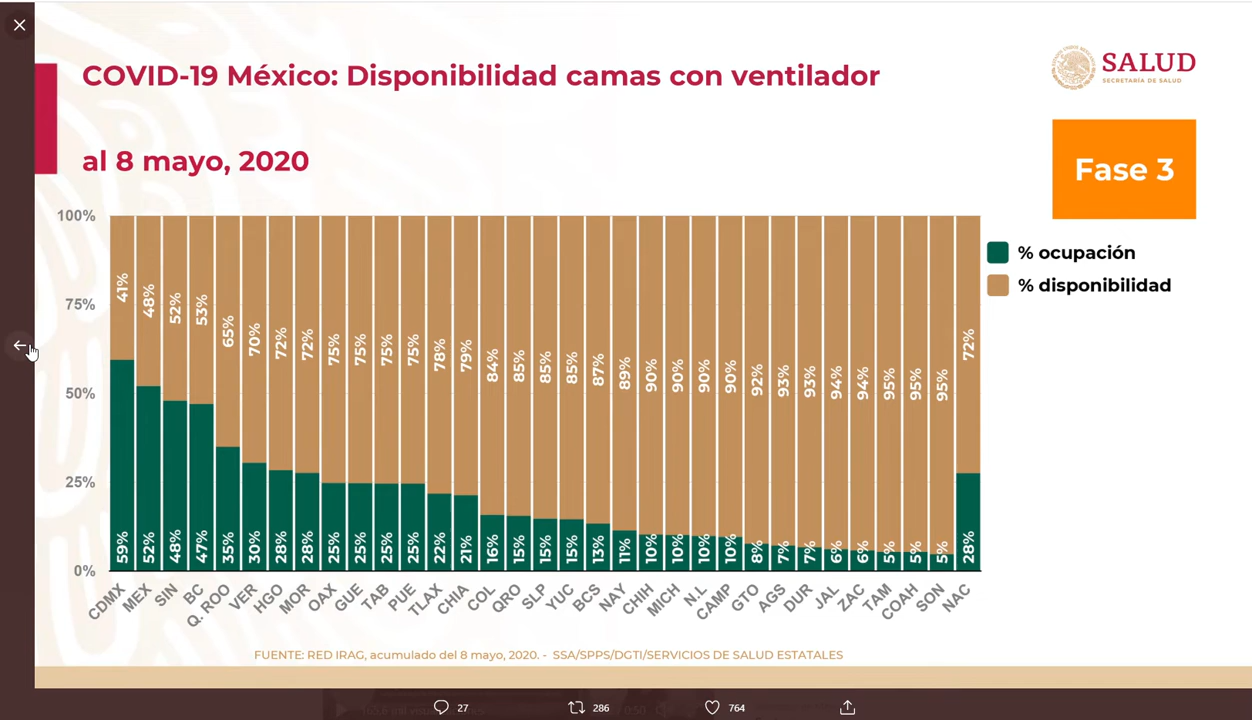 COVID-19 México: Disponibilidad camas con ventilador
al 8 mayo, 2020
SALUD
SECRETARÍA DE SALUD
Fase 3
% ocupación
% disponibilidad
100%
75%
50%
25%
0%
41% 48% 52% 53% 65% 70% 72% 72% 75% 75% 75% 75% 78% 79% 84% 85% 85% 85% 87% 89% 90% 90% 90% 90% 92% 93% 93% 94% 94% 95% 95% 95% 72%
59% 52% 48% 47% 35% 30% 28% 28% 25% 25% 25% 25% 22% 21% 16% 15% 15% 15% 13% 11% 10% 10% 10% 10% 8% 7% 7% 6% 6% 5% 5% 5% 28%
CDMX MEX SIN BC Q. ROO VER HGO MOR OAX GUE TAB PUE TLAX CHIA COL QRO SLP YUC BCS NAY CHIH MICH N.L CAMP GTO AGS DUR JAL ZAC TAM COAH SON NAC
FUENTE: RED IRAG, acumulado del 8 mayo, 2020. - SSA/SPPS/DGTI/SERVICIOS DE SALUD ESTATALES
27 286 764